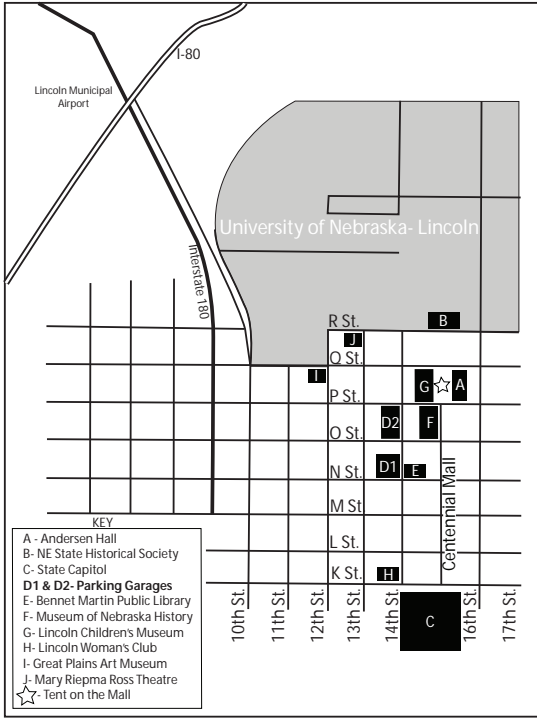 I-80
Lincoln Municipal
Airport
University of Nebraska- Lincoln
Interstate 180
R St.
B
J
Q St.
I
P St.
G
A
O St.
D2
F
N St.
D1
E
Centennial Mall
M St.
L St.
K St.
H
10th St.
11th St.
12th St.
13th St.
14th St.
16th St.
17th St.
C
KEY
A - Andersen Hall
B- NE State Historical Society
C- State Capitol
D1 & D2- Parking Garages
E- Bennet Martin Public Library
F- Museum of Nebraska History
G- Lincoln Children's Museum
H- Lincoln Woman's Club
I- Great Plains Art Museum
J- Mary Riepma Ross Theatre
- Tent on the Mall